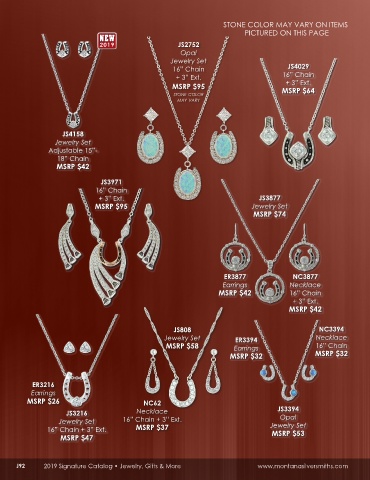 STONE COLOR MAY VARY ON ITEMS
PICTURED ON THIS PAGE
NEW
2019
JS2752
Opal
Jewelry Set
16" Chain
+ 3" Ext.
MSRP $95
STONE COLOR
MAY VARY
JS4029
16" Chain
+ 3" Ext.
MSRP $64
JS4158
Jewelry Set
Adjustable 15"-
18" Chain
MSRP $42
JS3971
16" Chain
+ 3" Ext.
MSRP $95
JS3877
Jewelry Set
MSRP $74
ER3877
Earrings
MSRP $42
NC3877
Necklace
16" Chain
+ 3" Ext.
MSRP $42
JS808
Jewelry Set
MSRP $58
ER3394
Earrings
MSRP $32
NC3394
Necklace
16" Chain
MSRP $32
ER3216
Earrings
MSRP $26
NC62
Necklace
16" Chain + 3" Ext.
MSRP $37
JS3216
Jewelry Set
16" Chain + 3" Ext.
MSRP $47
JS3394
Opal
Jewelry Set
MSRP $53
J92 2019 Signature Catalog • Jewelry, Gifts & More www.montanasilversmiths.com